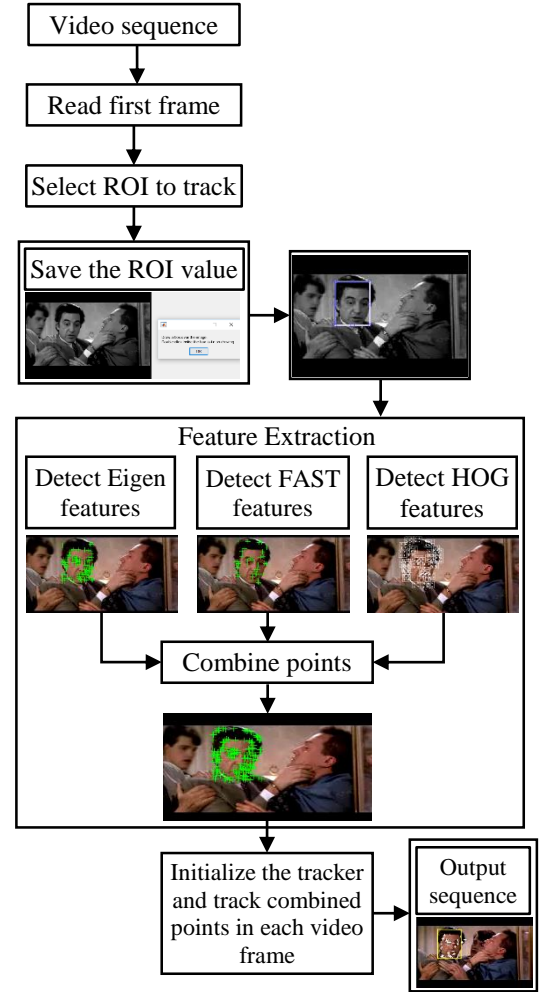 Video sequence
Read first frame
Select ROI to track
Save the ROI value
OK
Feature Extraction
Detect Eigen
features
Detect FAST
features
Detect HOG
features
Combine points
Initialize the tracker
and track combined
points in each video
frame
Output
sequence